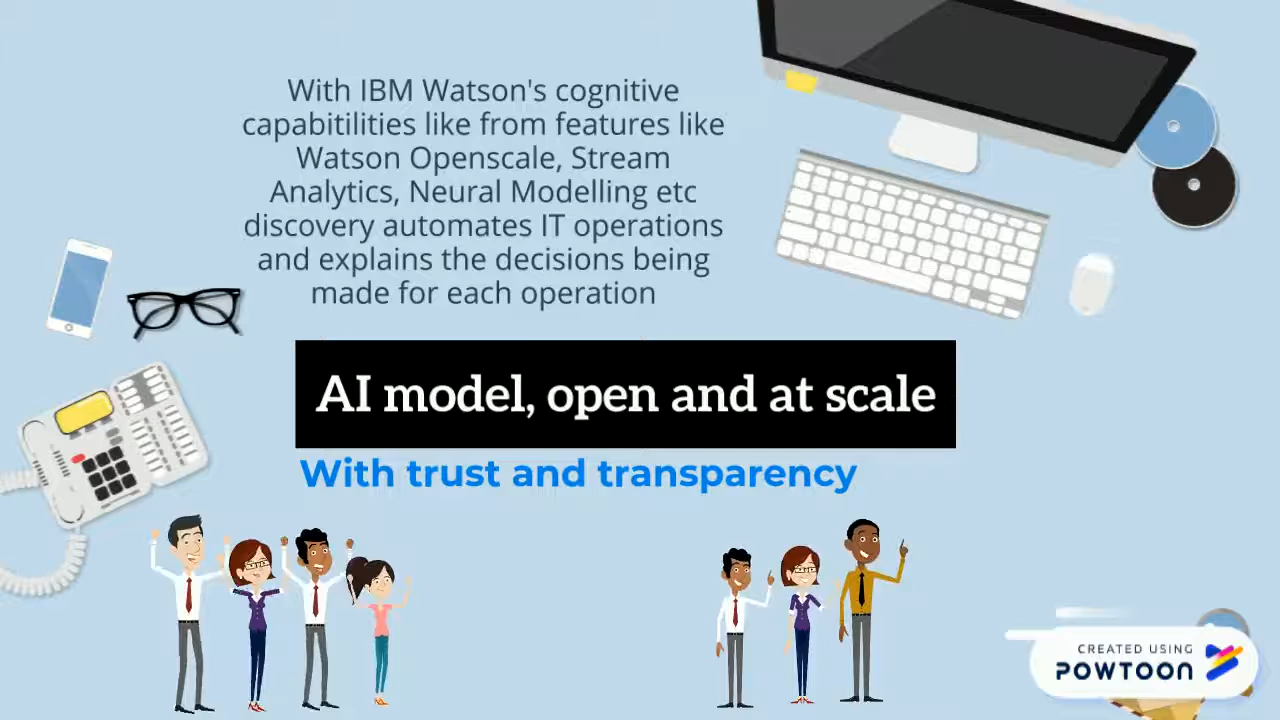 With IBM Watson's cognitive
capabitilities like from features like
Watson Openscale, Stream
Analytics, Neural Modelling etc
discovery automates IT operations
and explains the decisions being
made for each operation
AI model, open and at scale
With trust and transparency
CREATED USING
POWTOON